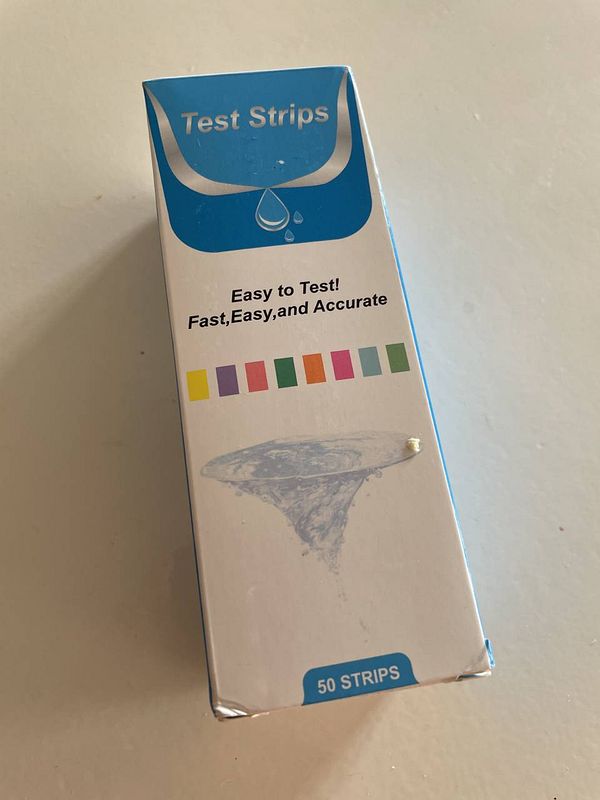 Test Strips
Easy to Test!
Fast,Easy,and Accurate
50 STRIPS